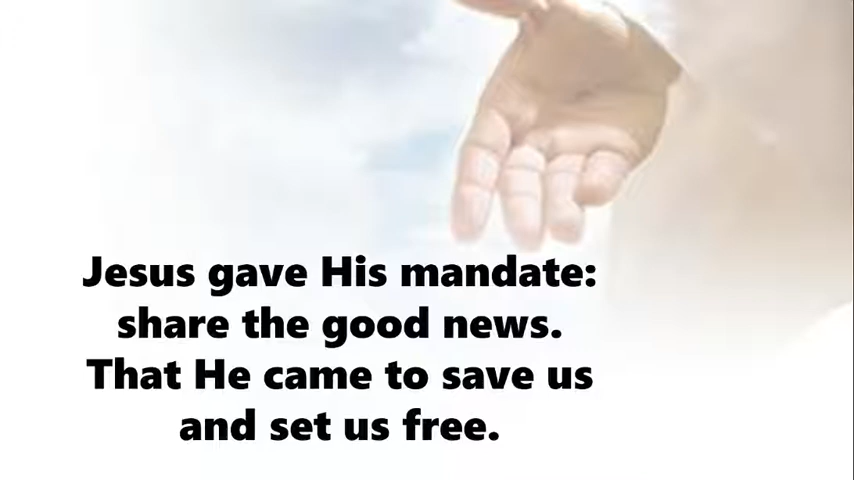 Jesus gave His mandate:
share the good news.
That He came to save us
and set us free.